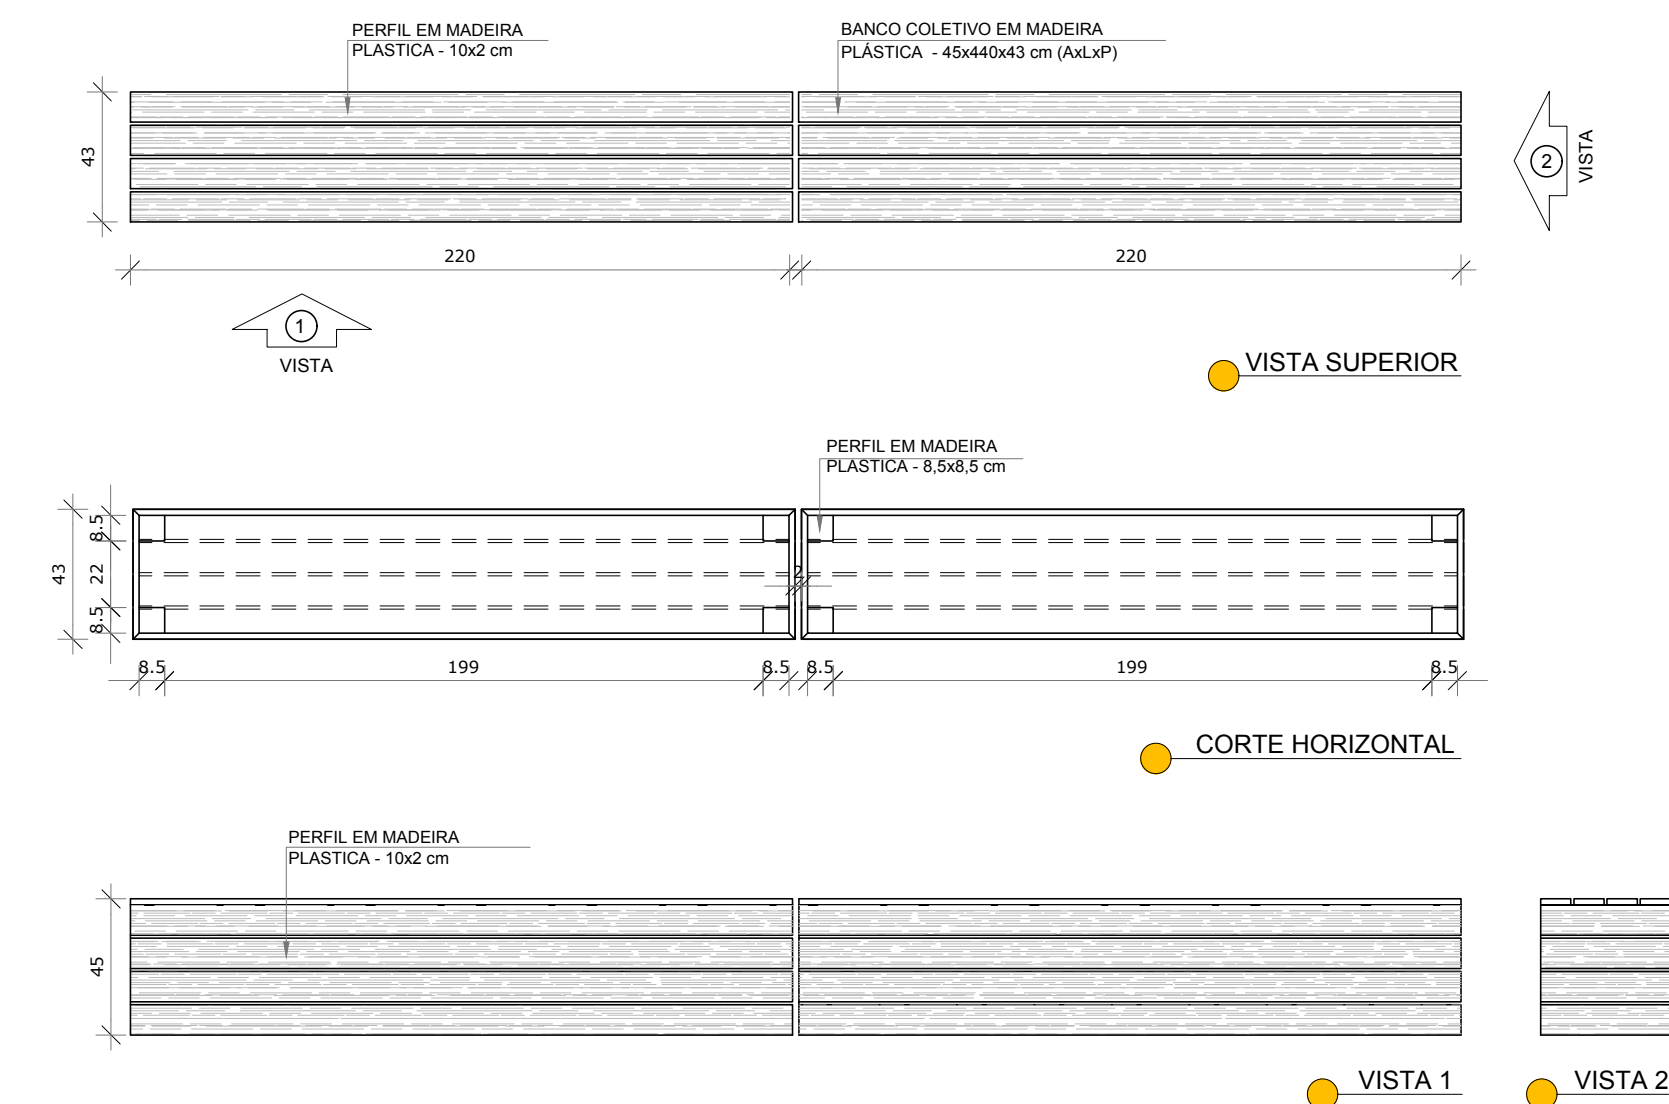 PERFIL EM MADEIRA
PLASTICA - 10x2 cm
BANCO COLETIVO EM MADEIRA
PLÁSTICA - 45x440x43 cm (AxLxP)
43
2
VISTA
220
220
1
VISTA
VISTA SUPERIOR
PERFIL EM MADEIRA
PLASTICA - 8,5x8,5 cm
8.5
43
22
2
8.5
8.5
199
8.5
8.5
199
8.5
CORTE HORIZONTAL
PERFIL EM MADEIRA
PLASTICA - 10x2 cm
45
VISTA 1
VISTA 2